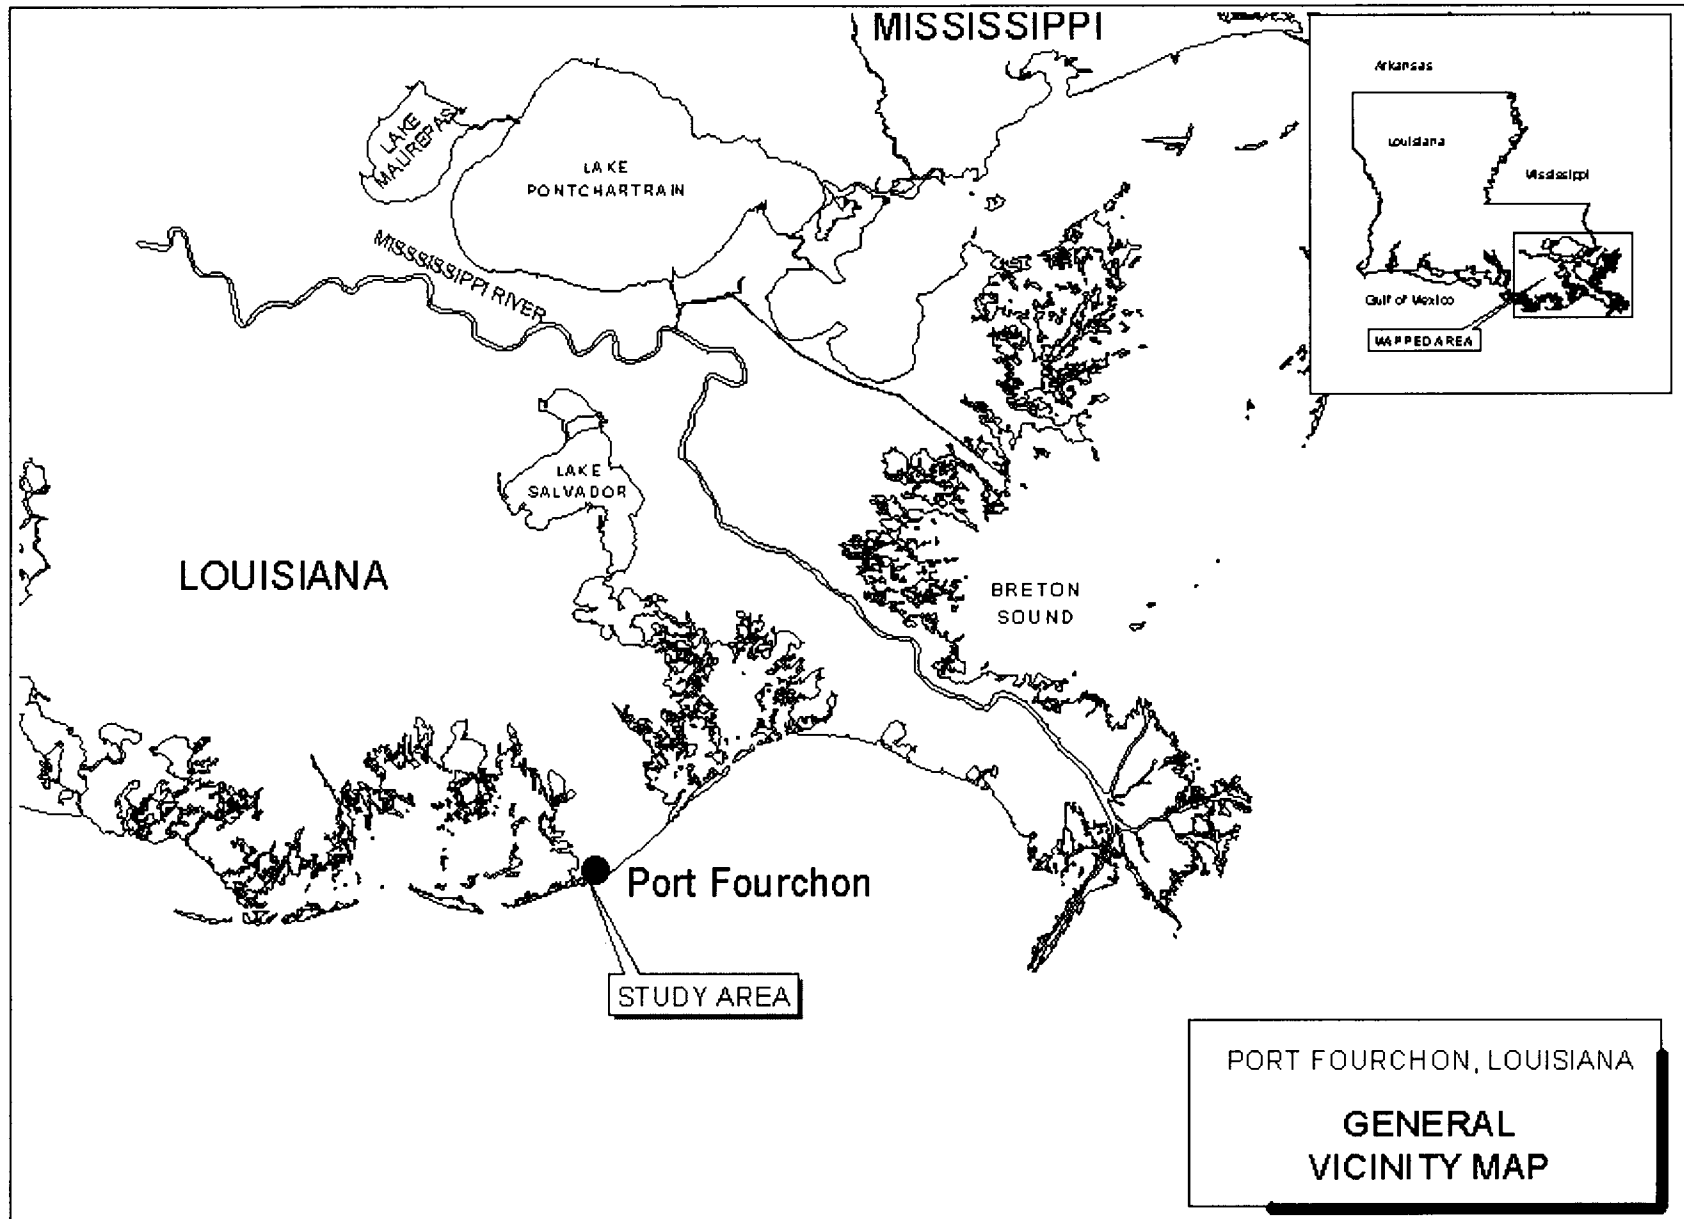 MISSISSIPPI
Arkansas
Louisiana
Mississippi
Gulf of Mexico
MAPPED AREA
LAKE
MAUREPAS
LAKE
PONTCHARTRAIN
MISSISSIPPI RIVER
LAKE
SALVADOR
LOUISIANA
BRETON
SOUND
Port Fourchon
STUDY AREA
PORT FOURCHON, LOUISIANA
GENERAL
VICINITY MAP